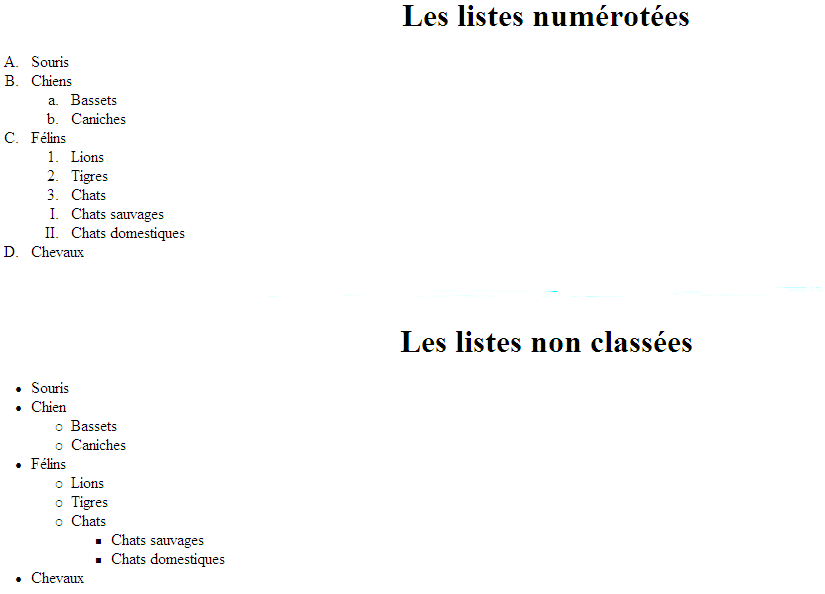 Les listes numérotées
A. Souris
B. Chiens
a. Bassets
b. Caniches
C. Félins
1. Lions
2. Tigres
3. Chats
I. Chats sauvages
II. Chats domestiques
D. Chevaux
Les listes non classées
• Souris
• Chien
○ Bassets
○ Caniches
• Félins
○ Lions
○ Tigres
○ Chats
▪ Chats sauvages
▪ Chats domestiques
• Chevaux